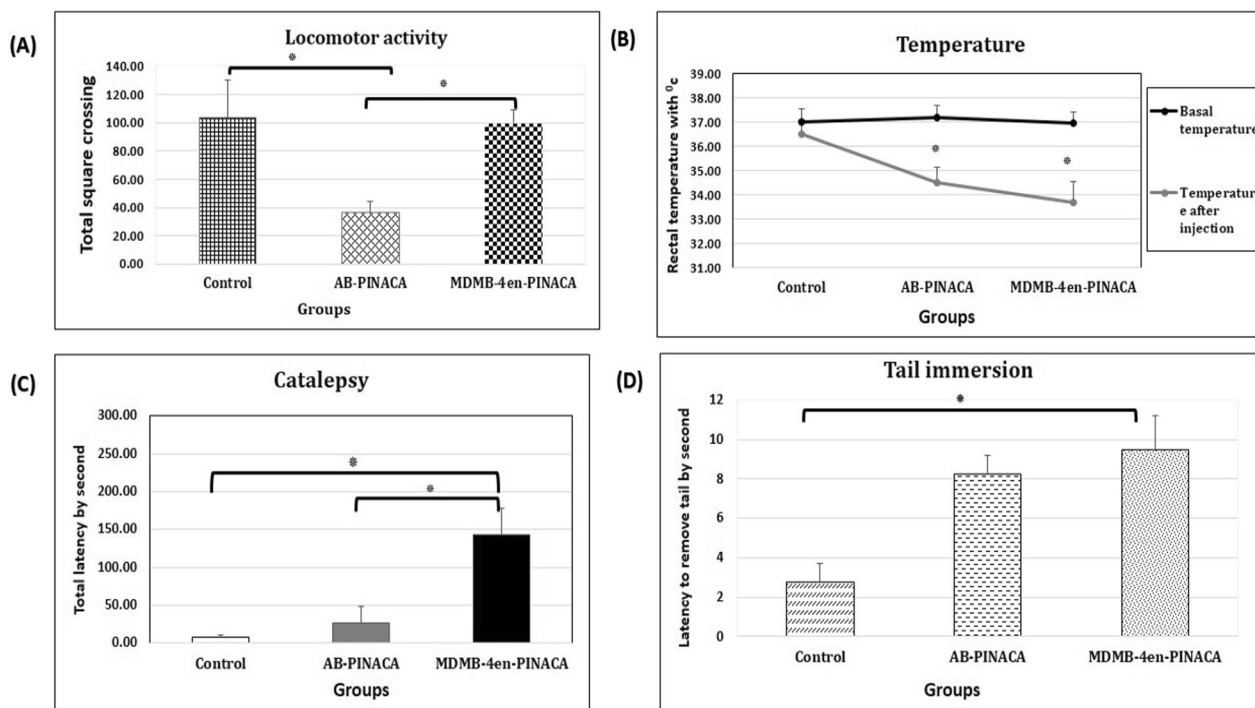 (A)
Locomotor activity
Total square crossing
140.00
120.00
100.00
80.00
60.00
40.00
20.00
0.00
*
*
Control
AB-PINACA
MDMB-4en-PINACA
Groups
(B)
Temperature
Rectal temperature with ⁰c
39.00
38.00
37.00
36.00
35.00
34.00
33.00
32.00
31.00
*
*
Control
AB-PINACA
MDMB-4en-PINACA
Groups
Basal
temperature
Temperatur
e after
injection
(C)
Catalepsy
Total latency by second
300.00
250.00
200.00
150.00
100.00
50.00
0.00
*
*
Control
AB-PINACA
MDMB-4en-PINACA
Groups
(D)
Tail immersion
Latency to remove tail by second
12
10
8
6
4
2
0
*
Control
AB-PINACA
MDMB-4en-PINACA
Groups